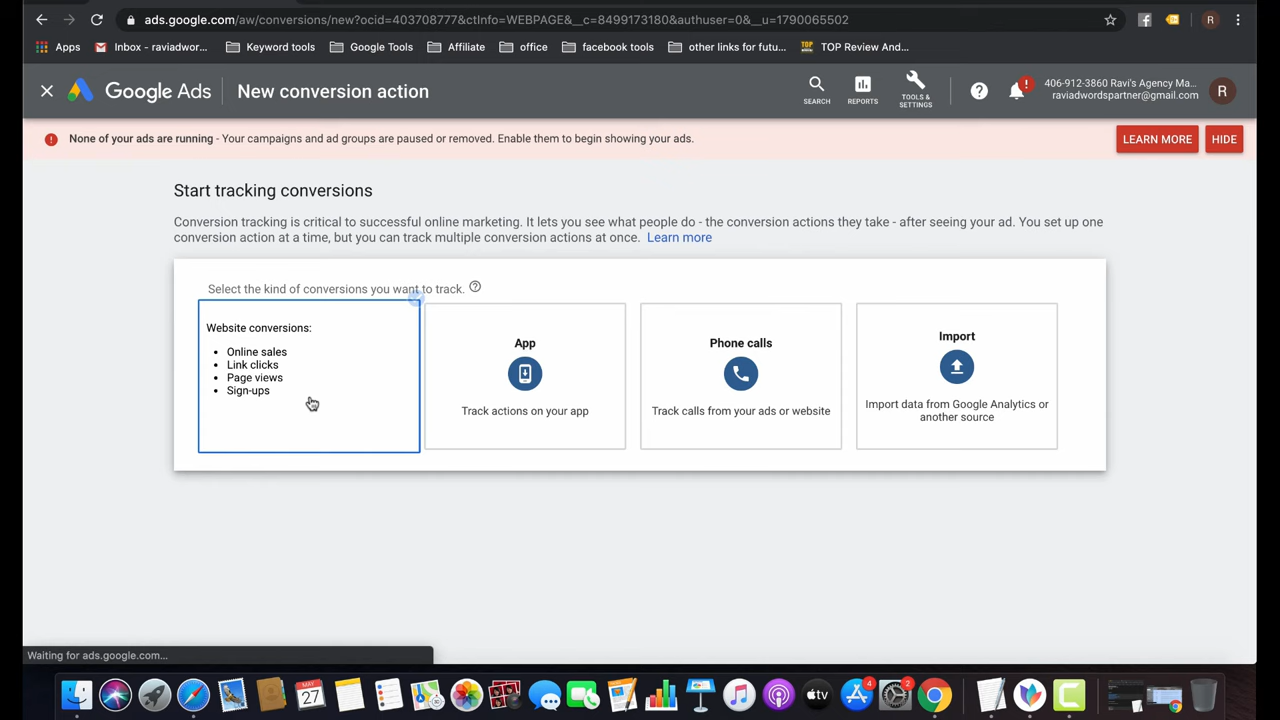 ads.google.com/aw/conversions/new?ocid=403708777&ctInfo=WEBPAGE&__c=8499173180&authuser=0&__u=1790065502
R
Apps
Inbox - raviadwor...
Keyword tools
Google Tools
Affiliate
office
facebook tools
other links for futu...
TOP Review And...
Google Ads
New conversion action
SEARCH
REPORTS
TOOLS &
SETTINGS
406-912-3860 Ravi's Agency Ma...
raviadwordspartner@gmail.com
R
None of your ads are running - Your campaigns and ad groups are paused or removed. Enable them to begin showing your ads.
LEARN MORE
HIDE
Start tracking conversions
Conversion tracking is critical to successful online marketing. It lets you see what people do - the conversion actions they take - after seeing your ad. You set up one
conversion action at a time, but you can track multiple conversion actions at once. Learn more
Select the kind of conversions you want to track.
Website conversions:
• Online sales
• Link clicks
• Page views
• Sign-ups
App
Track actions on your app
Phone calls
Track calls from your ads or website
Import
Import data from Google Analytics or
another source
Waiting for ads.google.com...
MAY
27
tv
4
2